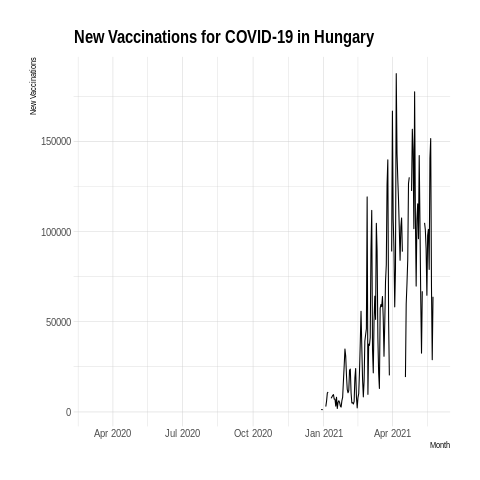 New Vaccinations for COVID-19 in Hungary
New Vaccinations
150000
100000
50000
0
Apr 2020 Jul 2020 Oct 2020 Jan 2021 Apr 2021
Month